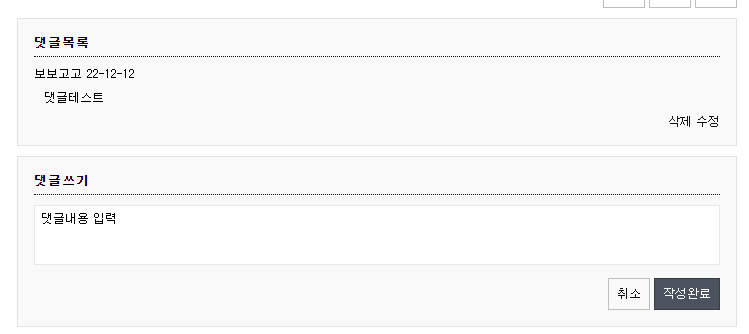 댓글목록
보보고고 22-12-12
댓글테스트
삭제 수정
댓글쓰기
댓글내용 입력
취소 작성완료